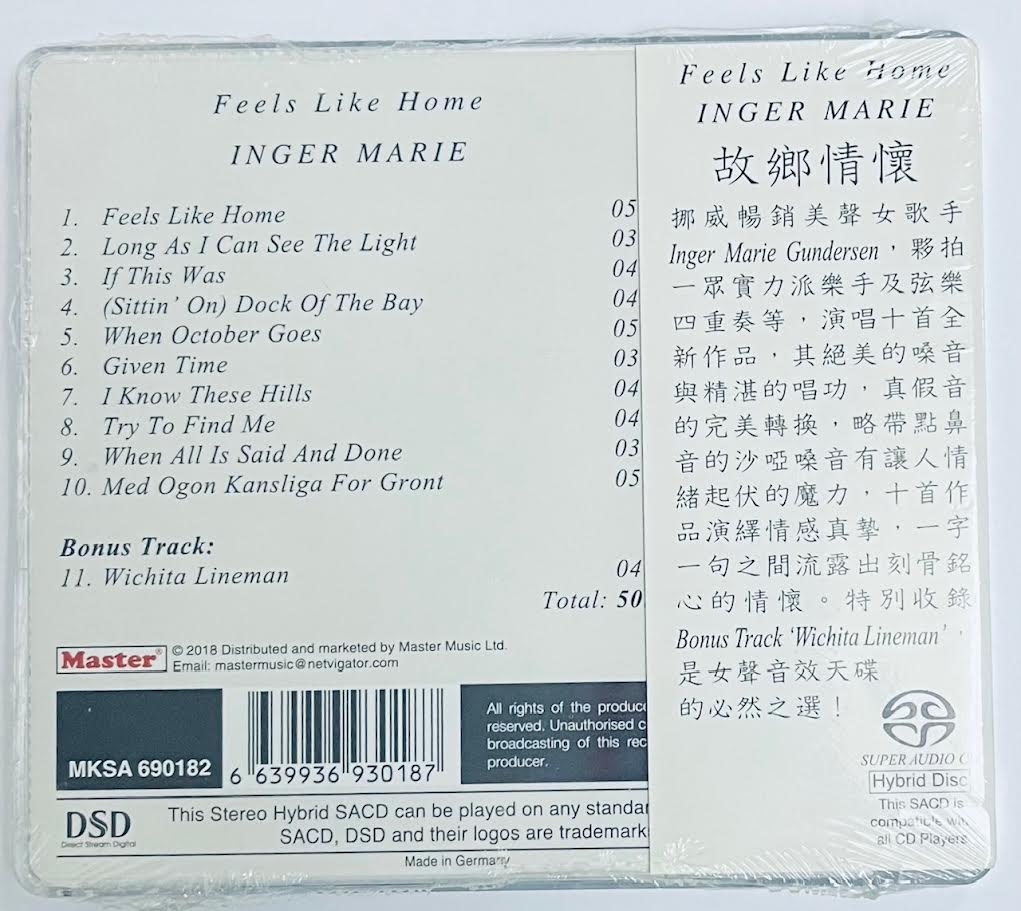 Feels Like Home
INGER MARIE
1. Feels Like Home 05
2. Long As I Can See The Light 03
3. If This Was 04
4. (Sittin' On) Dock Of The Bay 04
5. When October Goes 05
6. Given Time 03
7. I Know These Hills 04
8. Try To Find Me 04
9. When All Is Said And Done 03
10. Med Ogon Kansliga For Gront 05
Bonus Track:
11. Wichita Lineman 04
Total: 50
Master® © 2018 Distributed and marketed by Master Music Ltd.
Email: mastermusic@netvigator.com
MKSA 690182
6 639936 930187
All rights of the produce
reserved. Unauthorised c
broadcasting of this rec
producer.
DSD
Direct Stream Digital
This Stereo Hybrid SACD can be played on any standar
SACD, DSD and their logos are trademark
Made in Germany
Feels Like Home
INGER MARIE
故鄉情懷
挪威暢銷美聲女歌手
Inger Marie Gundersen，夥拍
一眾實力派樂手及弦樂
四重奏等，演唱十首全
新作品，其絕美的嗓音
與精湛的唱功，真假音
的完美轉換，略帶點鼻
音的沙啞嗓音有讓人情
緒起伏的魔力，十首作
品演繹情感真摯，一字
一句之間流露出刻骨銘
心的情懷。特別收錄
Bonus Track 'Wichita Lineman'，
是女聲音效天碟
的必然之選！
SUPER AUDIO C
Hybrid Disc
This SACD is
compatible with
all CD Players